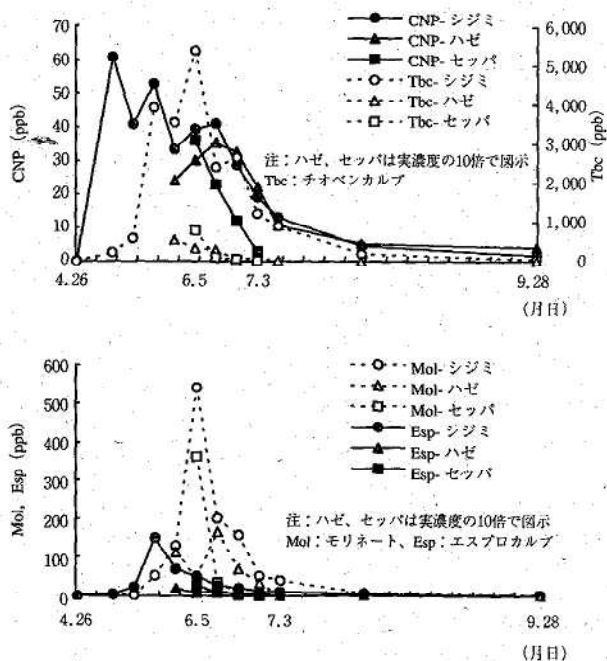 CNP (ppb)
70
60
50
40
30
20
10
0
CNP- シジミ
CNP- ハゼ
CNP- セッパ
Tbc- シジミ
Tbc- ハゼ
Tbc- セッパ
注：ハゼ、セッパは実濃度の10倍で図示
Tbc：チオベンカルブ
6,000
5,000
4,000
3,000
2,000
1,000
0
Tbc (ppb)
4.26
6.5
7.3
9.28
(月日)
Mol, Esp (ppb)
600
500
400
300
200
100
0
Mol- シジミ
Mol- ハゼ
Mol- セッパ
Esp- シジミ
Esp- ハゼ
Esp- セッパ
注：ハゼ、セッパは実濃度の10倍で図示
Mol：モリネート、Esp：エスプロカルブ
4.26
6.5
7.3
9.28
(月日)